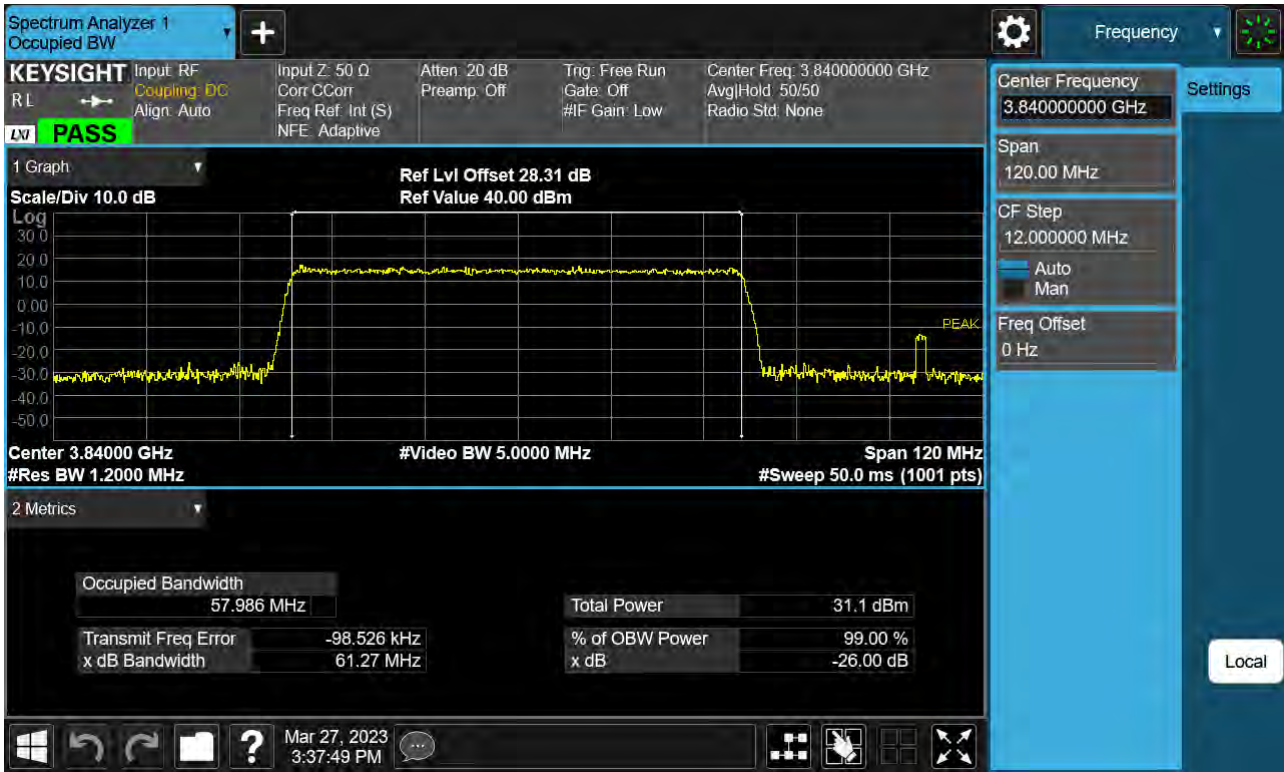 Spectrum Analyzer 1
Occupied BW
Frequency
KEYSIGHT
RL
LXI
PASS
Input: RF
Coupling: DC
Align: Auto
Input Z: 50 Ω
Corr CCorr
Freq Ref: Int (S)
NFE: Adaptive
Atten: 20 dB
Preamp: Off
Trig: Free Run
Gate: Off
#IF Gain: Low
Center Freq: 3.840000000 GHz
Avg|Hold: 50/50
Radio Std: None
1 Graph
Ref Lvl Offset 28.31 dB
Scale/Div 10.0 dB
Ref Value 40.00 dBm
Log
30.0
20.0
10.0
0.00
-10.0
-20.0
-30.0
-40.0
-50.0
PEAK
Center 3.84000 GHz
#Video BW 5.0000 MHz
Span 120 MHz
#Res BW 1.2000 MHz
#Sweep 50.0 ms (1001 pts)
2 Metrics
Occupied Bandwidth
57.986 MHz
Transmit Freq Error
-98.526 kHz
x dB Bandwidth
61.27 MHz
Total Power
31.1 dBm
% of OBW Power
99.00 %
x dB
-26.00 dB
Center Frequency
3.840000000 GHz
Span
120.00 MHz
CF Step
12.000000 MHz
Auto
Man
Freq Offset
0 Hz
Settings
Local
?
Mar 27, 2023
3:37:49 PM